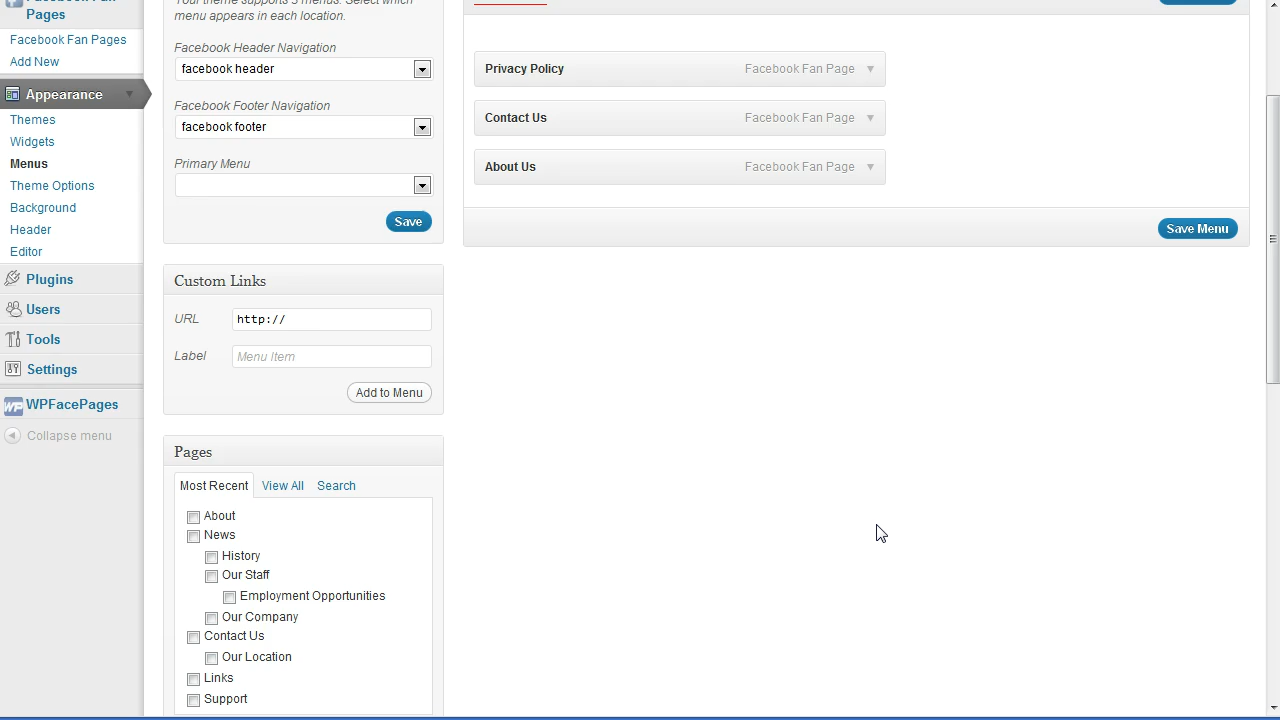 Facebook Fan
Pages
Facebook Fan Pages
Add New
Appearance
Themes
Widgets
Menus
Theme Options
Background
Header
Editor
Plugins
Users
Tools
Settings
WP WPFacePages
Collapse menu
Your theme supports 3 menus. Select which
menu appears in each location.
Facebook Header Navigation
facebook header
Facebook Footer Navigation
facebook footer
Primary Menu
Save
Custom Links
URL http://
Label Menu Item
Add to Menu
Pages
Most Recent View All Search
About
News
History
Our Staff
Employment Opportunities
Our Company
Contact Us
Our Location
Links
Support
Privacy Policy Facebook Fan Page
Contact Us Facebook Fan Page
About Us Facebook Fan Page
Save Menu